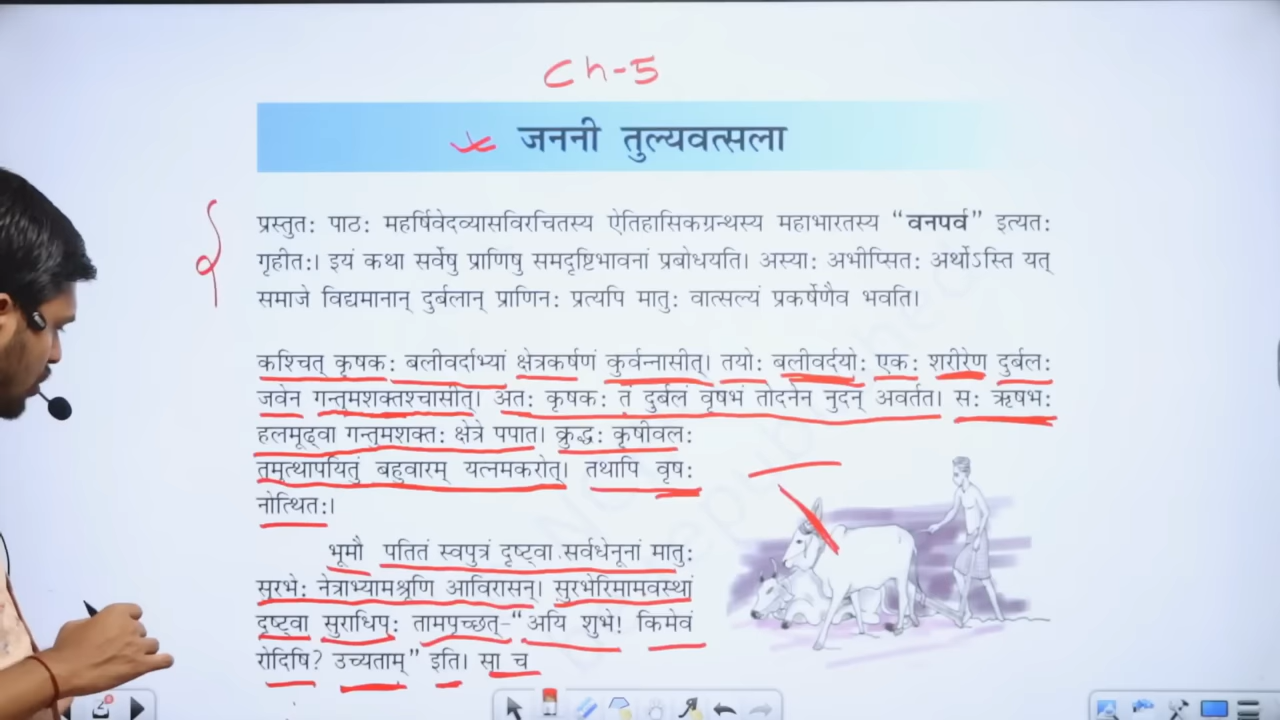 Ch-5
जननी तुल्यवत्सला
प्रस्तुतः पाठः महर्षिवेदव्यासविरचितस्य ऐतिहासिकग्रन्थस्य महाभारतस्य “वनपर्व” इत्यतः
गृहीतः। इयं कथा सर्वेषु प्राणिषु समदृष्टिभावनां प्रबोधयति। अस्याः अभीप्सितः अर्थोऽस्ति यत्
समाजे विद्यमानान् दुर्बलान् प्राणिनः प्रत्यपि मातुः वात्सल्यं प्रकर्षेणैव भवति।
कश्चित् कृषकः बलीवर्दाभ्यां क्षेत्रकर्षणं कुर्वन्नासीत्। तयोः बलीवर्दयोः एकः शरीरेण दुर्बलः
जवेन गन्तुमशक्तश्चासीत्। अतः कृषकः तं दुर्बलं वृषभं तोदनेन नुदन् अवर्तत। सः ऋषभः
हलमूढ्वा गन्तुमशक्तः क्षेत्रे पपात। क्रुद्धः कृषीवलः
तमुत्थापयितुं बहुवारम् यत्नमकरोत्। तथापि वृषः
नोत्थितः।
भूमौ पतितं स्वपुत्रं दृष्ट्वा सर्वधेनूनां मातुः
सुरभेः नेत्राभ्यामश्रूणि आविरासन्। सुरभेरिमामवस्थां
दृष्ट्वा सुराधिपः तामपृच्छत्-“अयि शुभे! किमेवं
रोदिषि? उच्यताम्” इति। सा च